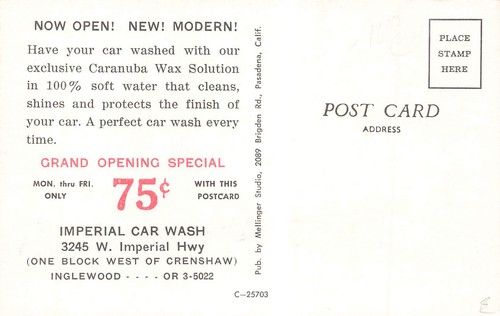 NOW OPEN! NEW! MODERN!
Have your car washed with our
exclusive Caranuba Wax Solution
in 100% soft water that cleans,
shines and protects the finish of
your car. A perfect car wash every
time.
GRAND OPENING SPECIAL
MON. thru FRI.
ONLY
75¢
WITH THIS
POSTCARD
IMPERIAL CAR WASH
3245 W. Imperial Hwy
(ONE BLOCK WEST OF CRENSHAW)
INGLEWOOD - - - - OR 3-5022
C-25703
Pub. by Mellinger Studio, 2089 Brigden Rd., Pasadena, Calif.
POST CARD
ADDRESS
PLACE
STAMP
HERE